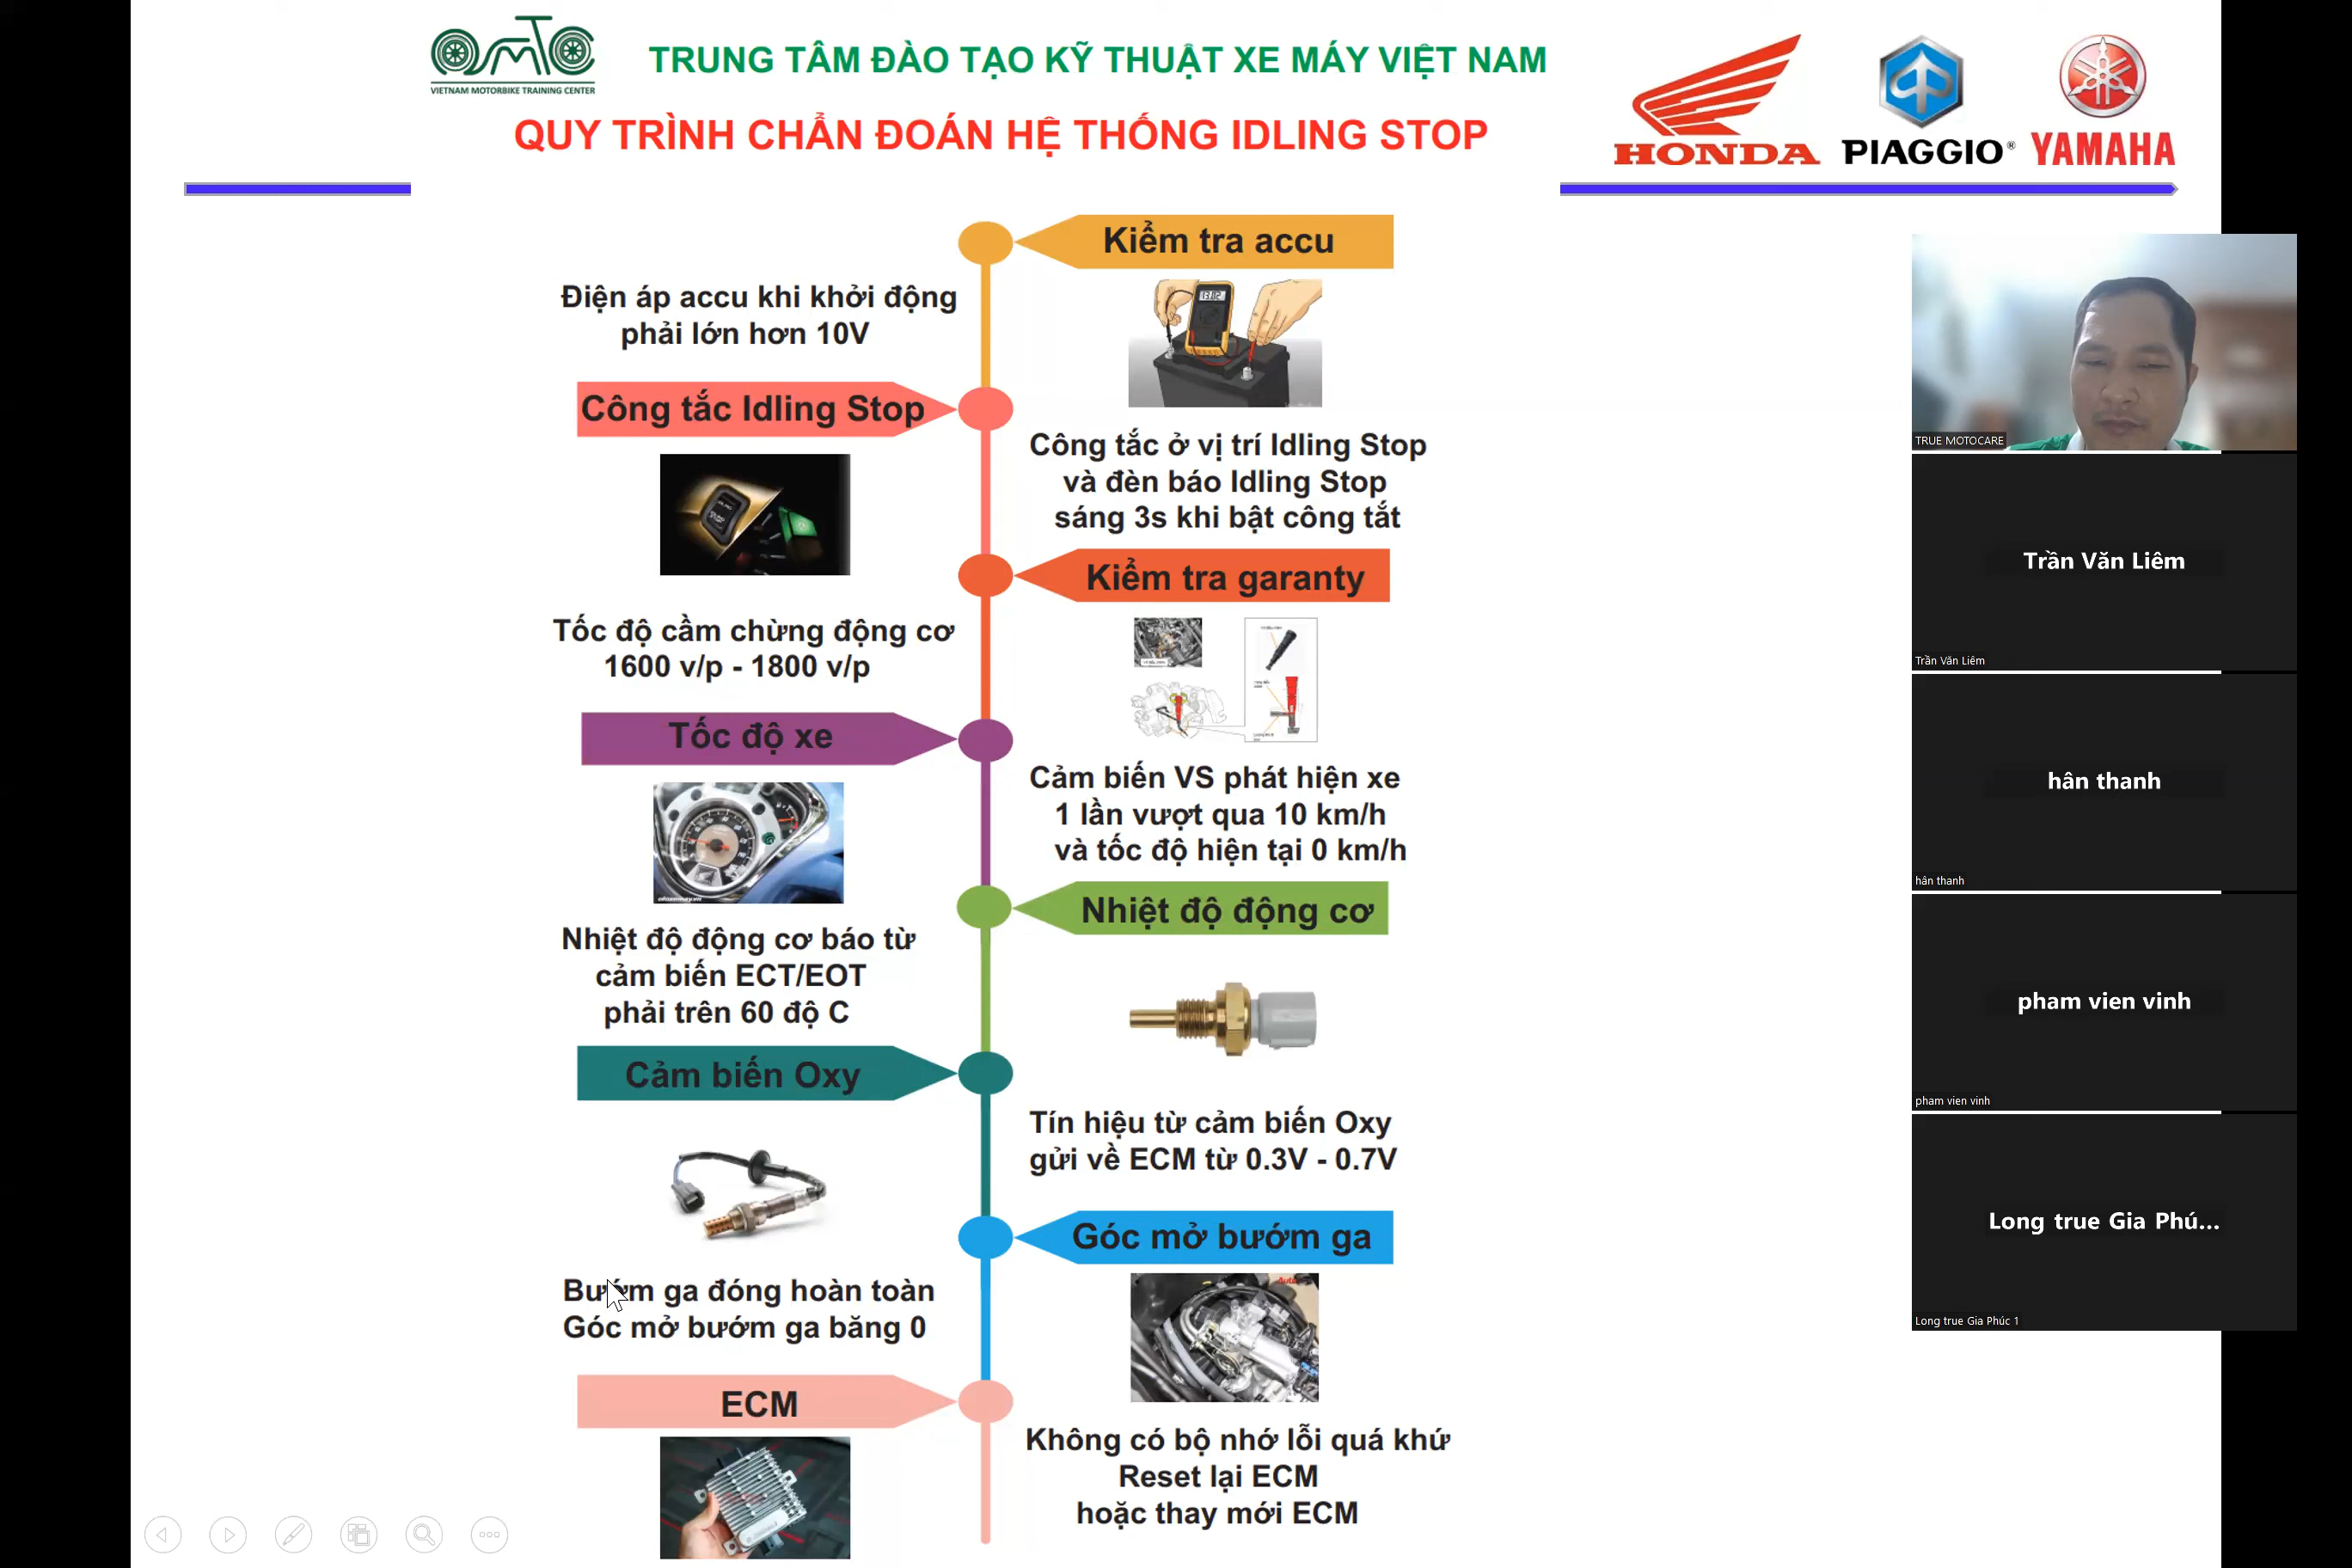 OMTC
VIETNAM MOTORBIKE TRAINING CENTER
TRUNG TÂM ĐÀO TẠO KỸ THUẬT XE MÁY VIỆT NAM
QUY TRÌNH CHẨN ĐOÁN HỆ THỐNG IDLING STOP
HONDA
PIAGGIO®
YAMAHA
Kiểm tra accu
Điện áp accu khi khởi động
phải lớn hơn 10V
Công tắc Idling Stop
Công tắc ở vị trí Idling Stop
và đèn báo Idling Stop
sáng 3s khi bật công tắt
Kiểm tra garanty
Tốc độ cầm chừng động cơ
1600 v/p - 1800 v/p
Tốc độ xe
Cảm biến VS phát hiện xe
1 lần vượt qua 10 km/h
và tốc độ hiện tại 0 km/h
Nhiệt độ động cơ
Nhiệt độ động cơ báo từ
cảm biến ECT/EOT
phải trên 60 độ C
Cảm biến Oxy
Tín hiệu từ cảm biến Oxy
gửi về ECM từ 0.3V - 0.7V
Góc mở bướm ga
Bướm ga đóng hoàn toàn
Góc mở bướm ga băng 0
ECM
Không có bộ nhớ lỗi quá khứ
Reset lại ECM
hoặc thay mới ECM
TRUE MOTOCARE
Trần Văn Liêm
Trần Văn Liêm
hân thanh
hân thanh
pham vien vinh
pham vien vinh
Long true Gia Phú...
Long true Gia Phúc 1